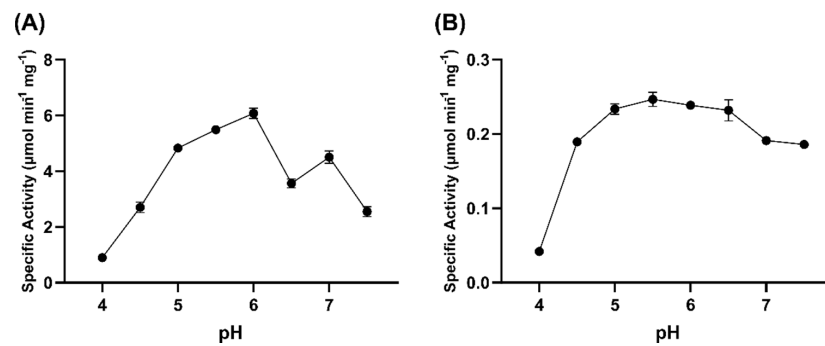 (A)
Specific Activity (µmol min⁻¹ mg⁻¹)
8
6
4
2
0
4 5 6 7
pH
(B)
Specific Activity (µmol min⁻¹ mg⁻¹)
0.3
0.2
0.1
0.0
4 5 6 7
pH